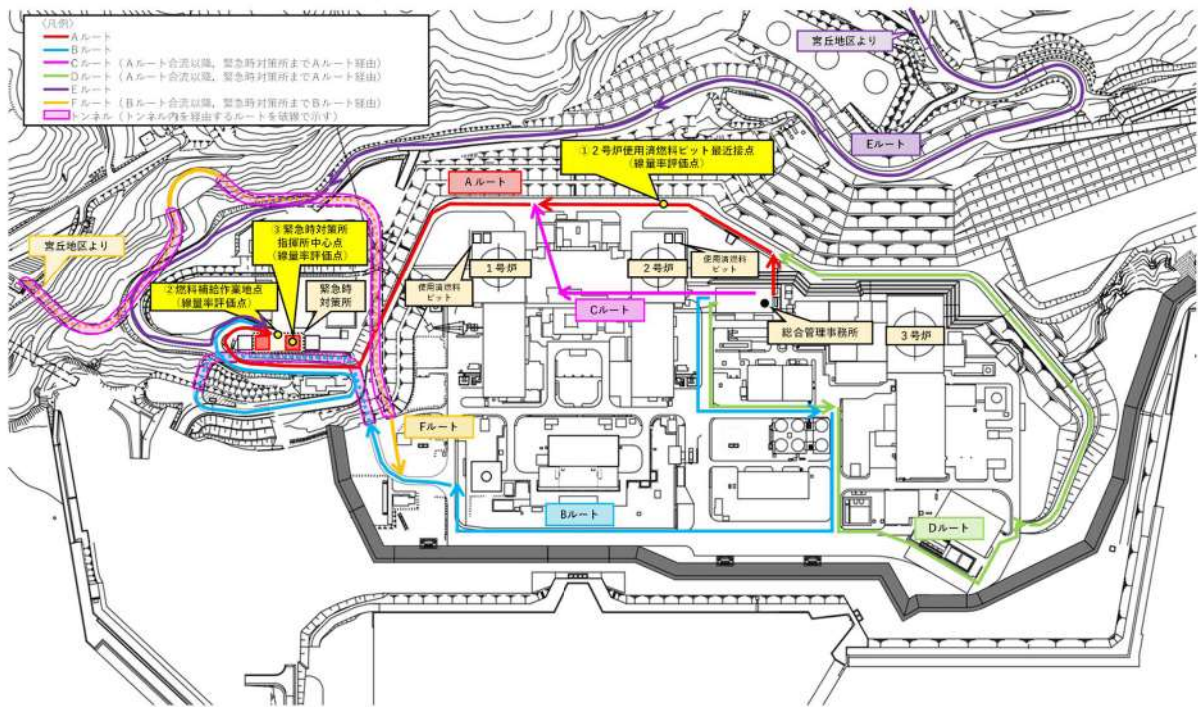 〈凡例〉
Aルート
Bルート
Cルート（Aルート合流以降，緊急時対策所までAルート経由）
Dルート（Aルート合流以降，緊急時対策所までAルート経由）
Eルート
Fルート（Bルート合流以降，緊急時対策所までBルート経由）
トンネル（トンネル内を経由するルートを破線で示す）
宮丘地区より
Eルート
①2号炉使用済燃料ピット最近接点
（線量率評価点）
Aルート
③緊急時対策所
指揮所中心点
（線量率評価点）
宮丘地区より
②燃料補給作業地点
（線量率評価点）
緊急時
対策所
使用済燃料
ピット
1号炉
2号炉
使用済燃料
ピット
Cルート
総合管理事務所
3号炉
Fルート
Bルート
Dルート